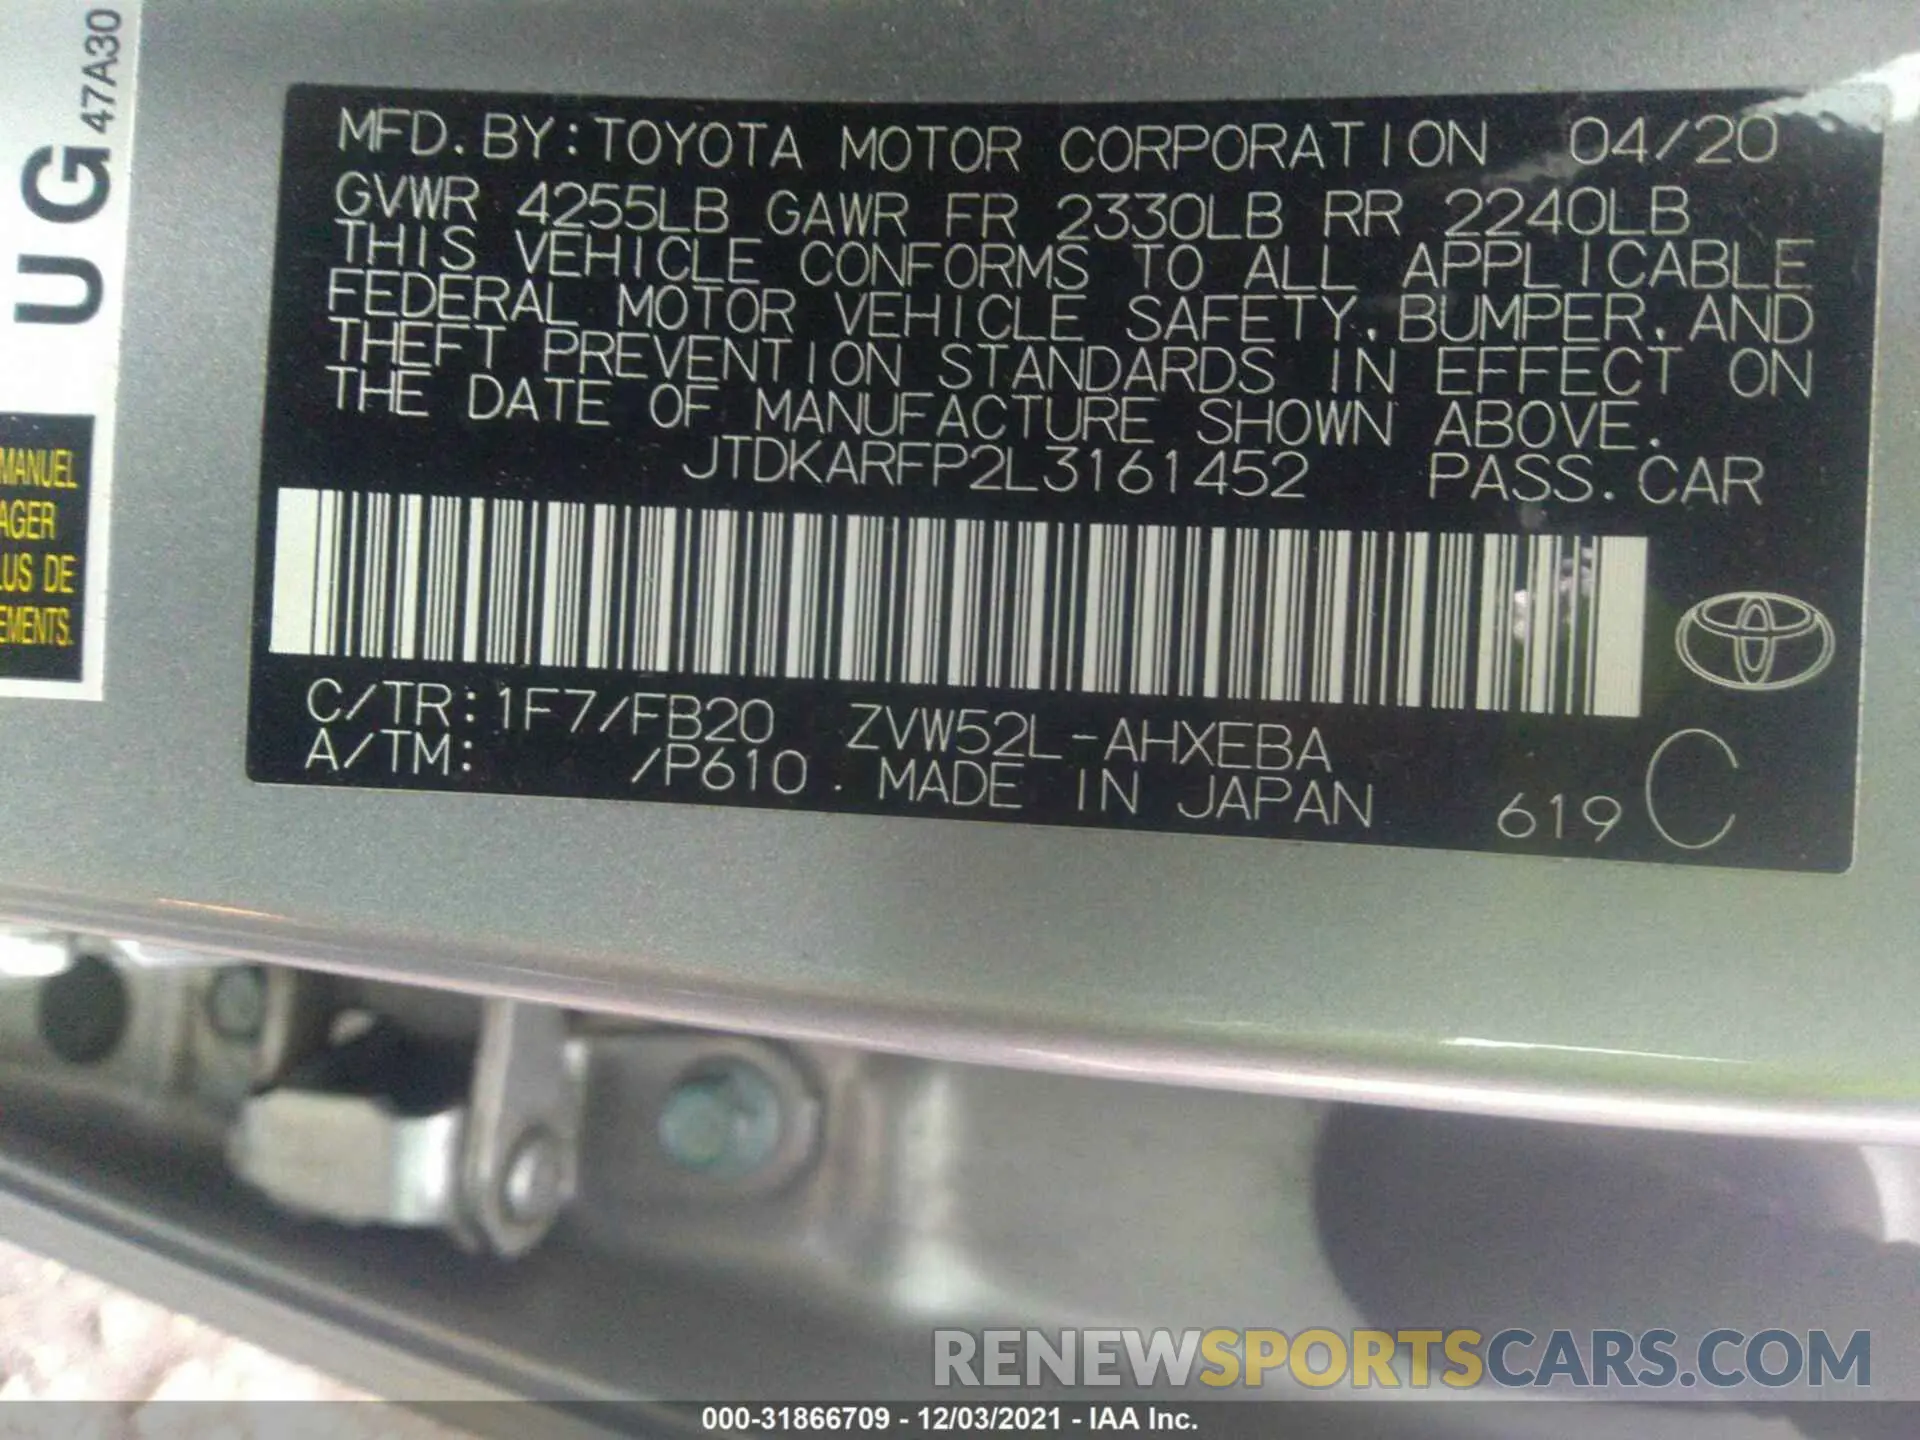 UG 47A30
MANUEL
AGER
LUS DE
EMENTS.
MFD. BY: TOYOTA MOTOR CORPORATION 04/20
GVWR 4255LB GAWR FR 2330LB RR 2240LB
THIS VEHICLE CONFORMS TO ALL APPLICABLE
FEDERAL MOTOR VEHICLE SAFETY, BUMPER, AND
THEFT PREVENTION STANDARDS IN EFFECT ON
THE DATE OF MANUFACTURE SHOWN ABOVE.
JTDKARFP2L3161452 PASS. CAR
C/TR: 1F7/FB20 ZVW52L-AHXEBA
A/TM: /P610 . MADE IN JAPAN 619 C
RENEWSPORTSCARS.COM
000-31866709 - 12/03/2021 - IAA Inc.